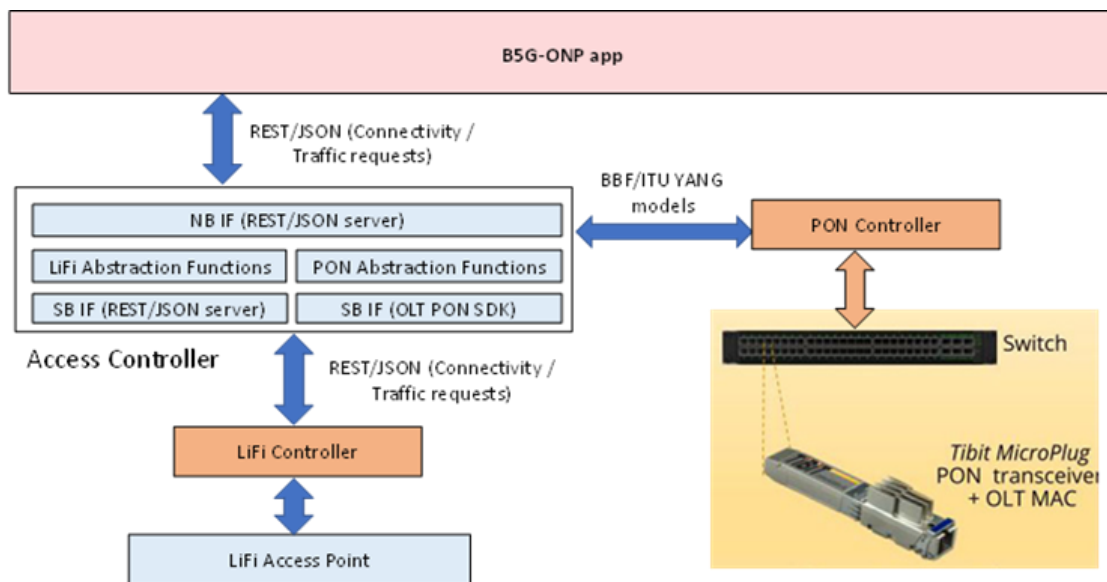 B5G-ONP app
REST/JSON (Connectivity /
Traffic requests)
BBF/ITU YANG
models
NB IF (REST/JSON server)
LiFi Abstraction Functions
PON Abstraction Functions
SB IF (REST/JSON server)
SB IF (OLT PON SDK)
PON Controller
Access Controller
REST/JSON (Connectivity /
Traffic requests)
Switch
LiFi Controller
Tibit MicroPlug
PON transceiver
+ OLT MAC
LiFi Access Point